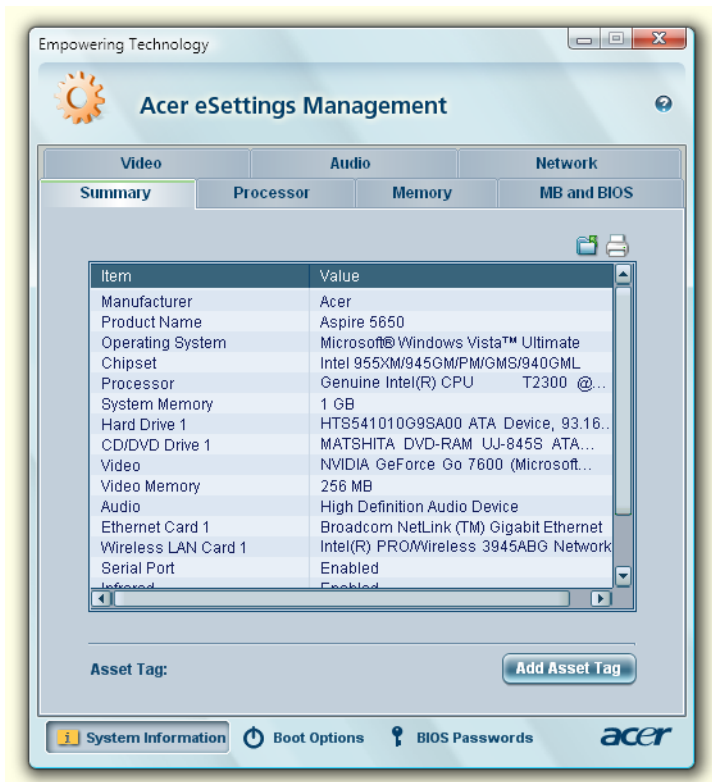 Empowering Technology
Acer eSettings Management
Video Audio Network
Summary Processor Memory MB and BIOS
Item Value
Manufacturer Acer
Product Name Aspire 5650
Operating System Microsoft® Windows Vista™ Ultimate
Chipset Intel 955XM/945GM/PM/GMS/940GML
Processor Genuine Intel(R) CPU T2300 @...
System Memory 1 GB
Hard Drive 1 HTS541010G9SA00 ATA Device, 93.16..
CD/DVD Drive 1 MATSHITA DVD-RAM UJ-845S ATA...
Video NVIDIA GeForce Go 7600 (Microsoft...
Video Memory 256 MB
Audio High Definition Audio Device
Ethernet Card 1 Broadcom NetLink (TM) Gigabit Ethernet
Wireless LAN Card 1 Intel(R) PRO/Wireless 3945ABG Network
Serial Port Enabled
Infrared Enabled
Asset Tag: Add Asset Tag
System Information Boot Options BIOS Passwords acer